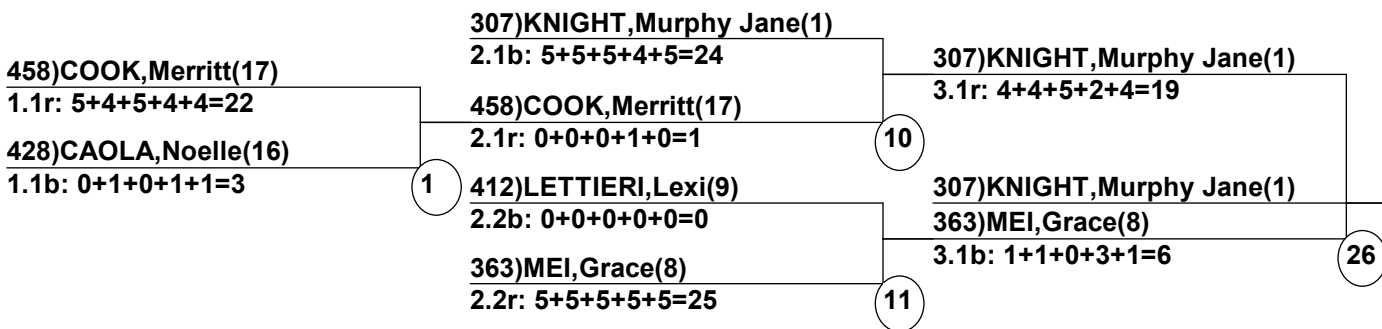 458)COOK,Merritt(17)
1.1r: 5+4+5+4+4=22
428)CAOLA,Noelle(16)
1.1b: 0+1+0+1+1=3
1
307)KNIGHT,Murphy Jane(1)
2.1b: 5+5+5+4+5=24
458)COOK,Merritt(17)
2.1r: 0+0+0+1+0=1
10
412)LETTIERI,Lexi(9)
2.2b: 0+0+0+0+0=0
363)MEI,Grace(8)
2.2r: 5+5+5+5+5=25
11
307)KNIGHT,Murphy Jane(1)
3.1r: 4+4+5+2+4=19
307)KNIGHT,Murphy Jane(1)
363)MEI,Grace(8)
3.1b: 1+1+0+3+1=6
26